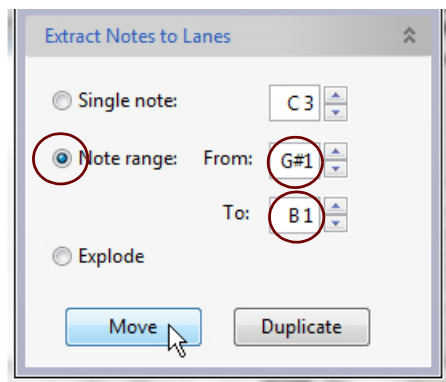 Extract Notes to Lanes
Single note: C 3
Note range: From: G#1
To: B 1
Explode
Move Duplicate